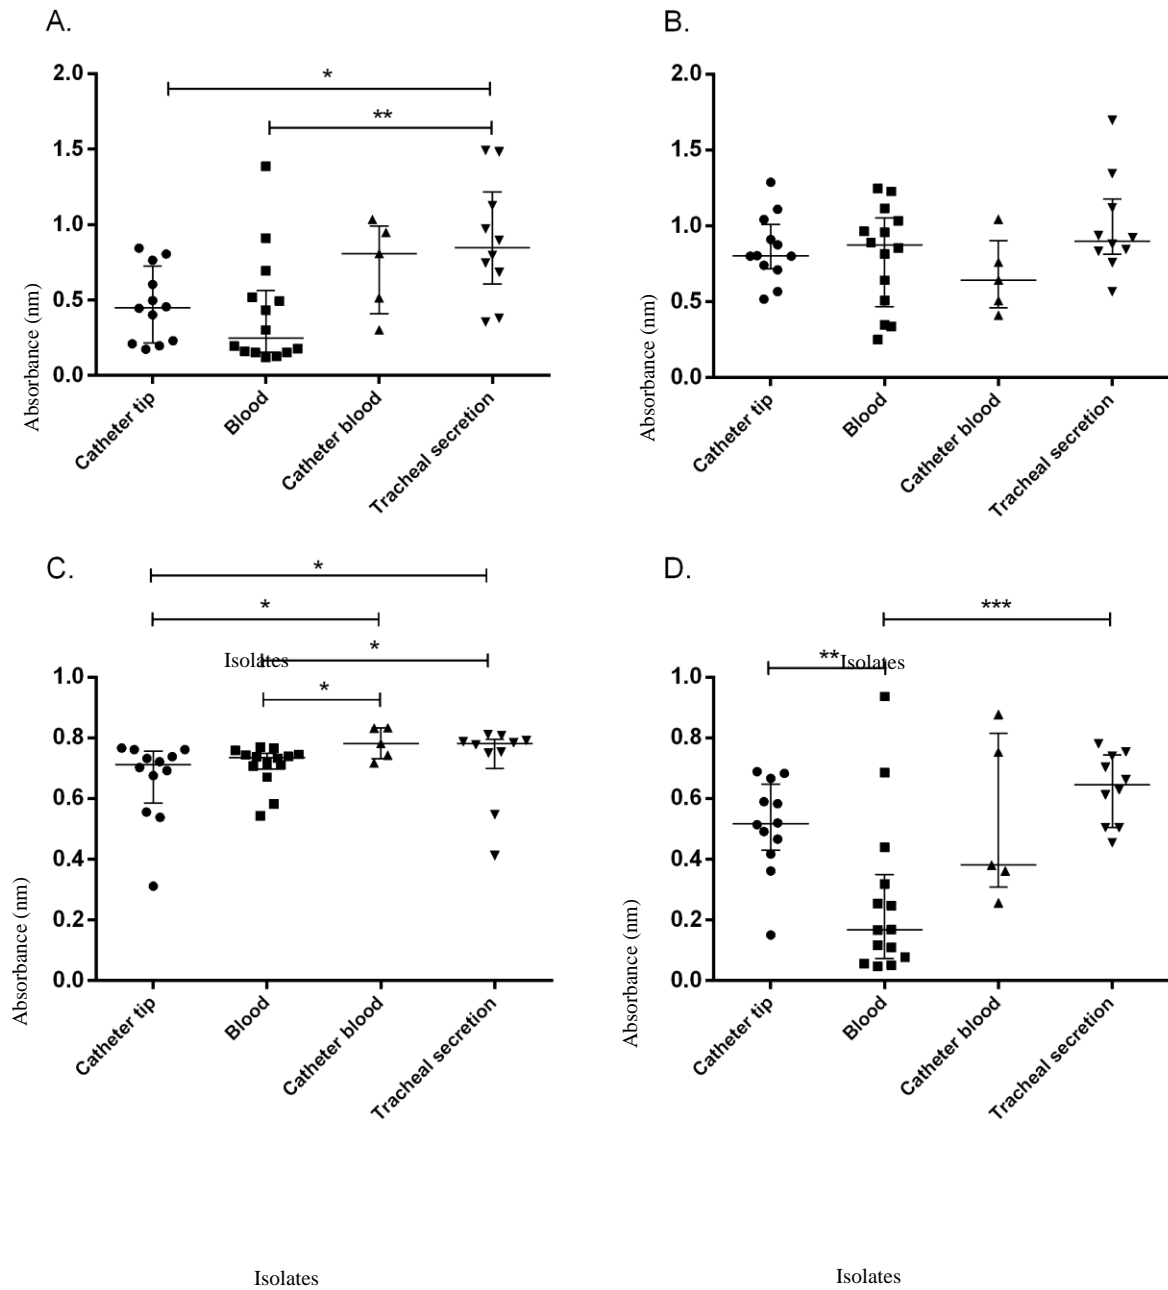 A.
2.0
1.5
1.0
0.5
0.0
*
**
Absorbance (nm)
Catheter tip
Blood
Catheter blood
Tracheal secretion
Isolates
B.
2.0
1.5
1.0
0.5
0.0
Absorbance (nm)
Catheter tip
Blood
Catheter blood
Tracheal secretion
Isolates
C.
*
*
*
*
1.0
0.8
0.6
0.4
0.2
0.0
Absorbance (nm)
Catheter tip
Blood
Catheter blood
Tracheal secretion
Isolates
D.
***
**
1.0
0.8
0.6
0.4
0.2
0.0
Absorbance (nm)
Catheter tip
Blood
Catheter blood
Tracheal secretion
Isolates